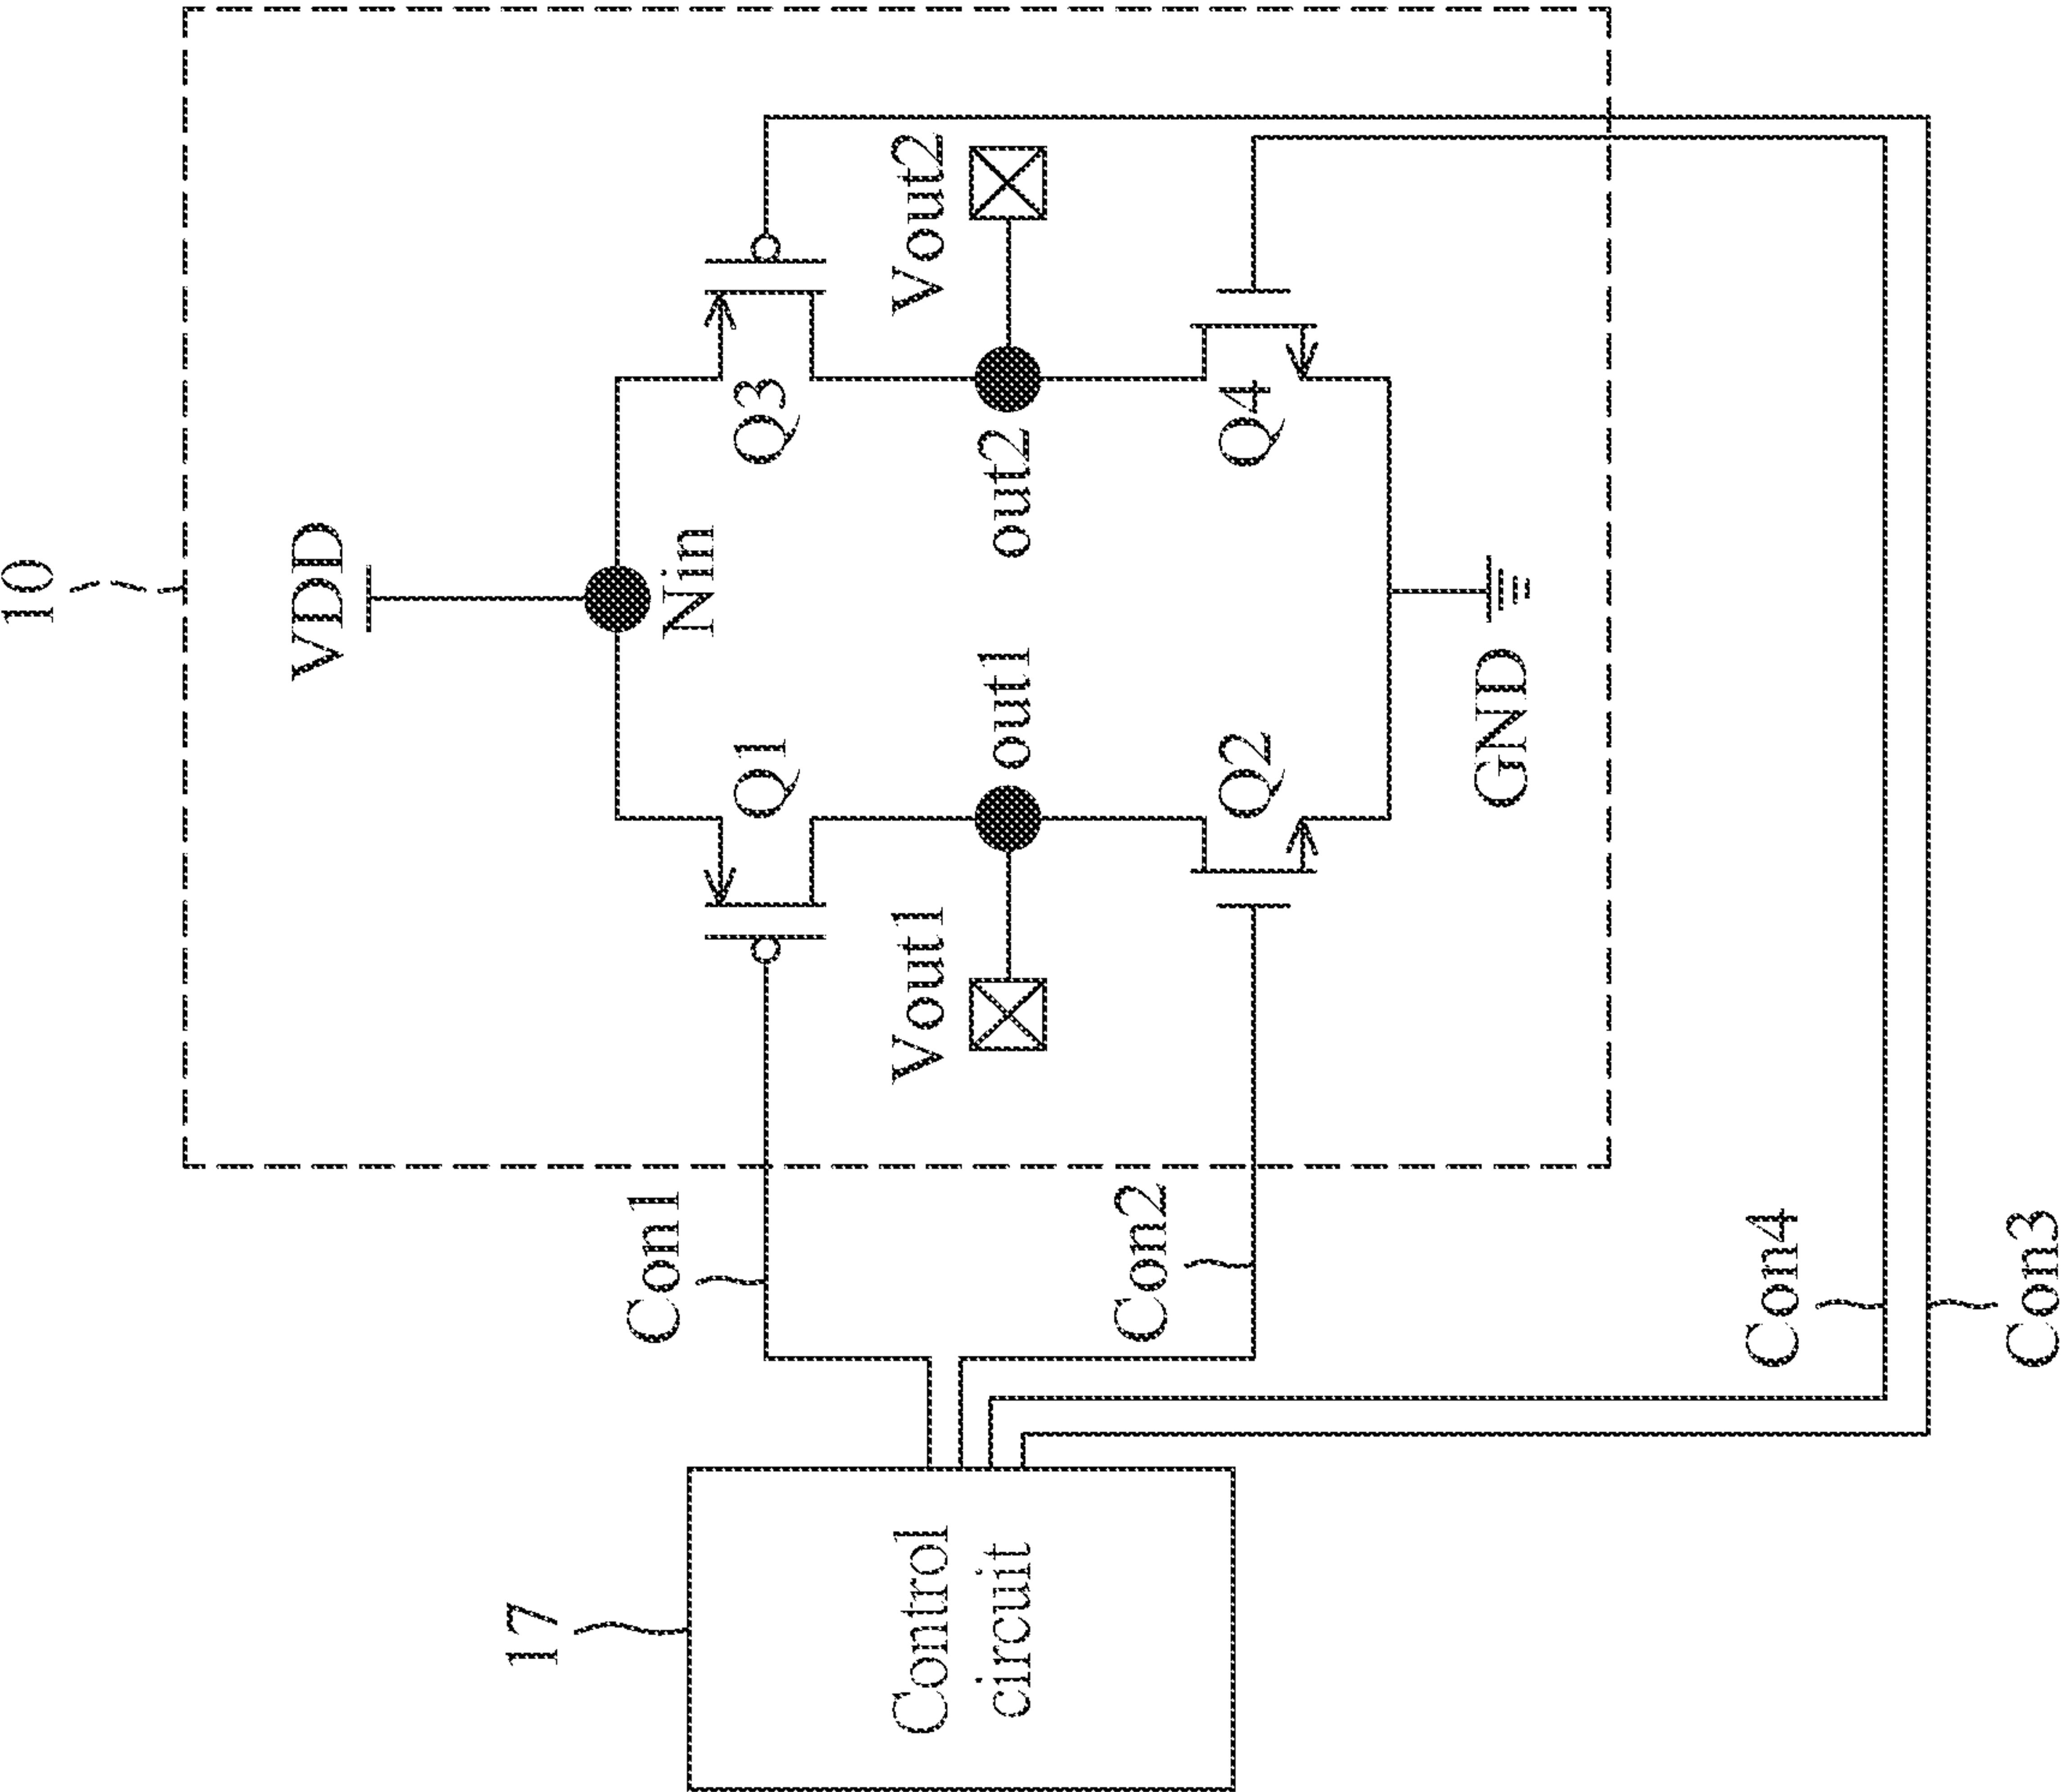 10
VDD
Nin
Q1
Q3
Vout1
out1
out2
Vout2
Q2
Q4
GND
Con1
Con2
17
Control
circuit
Con4
Con3